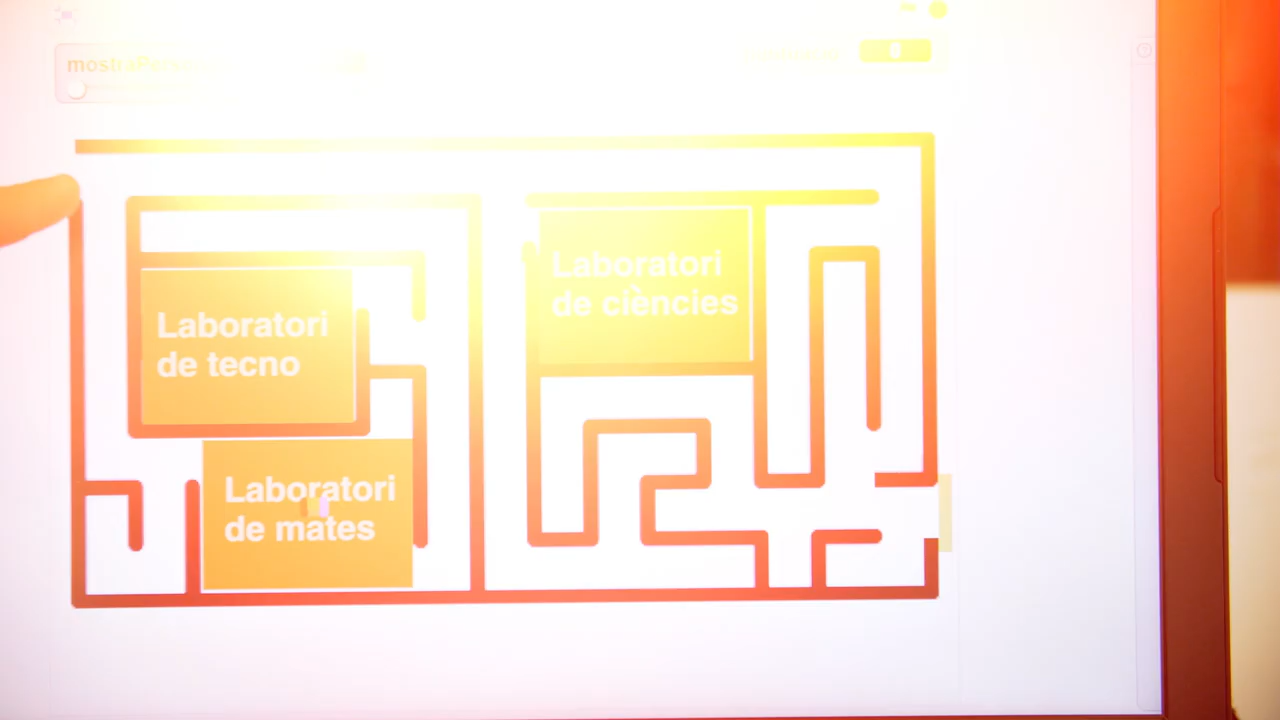 Laboratori
de ciències
Laboratori
de tecno
Laboratori
de mates